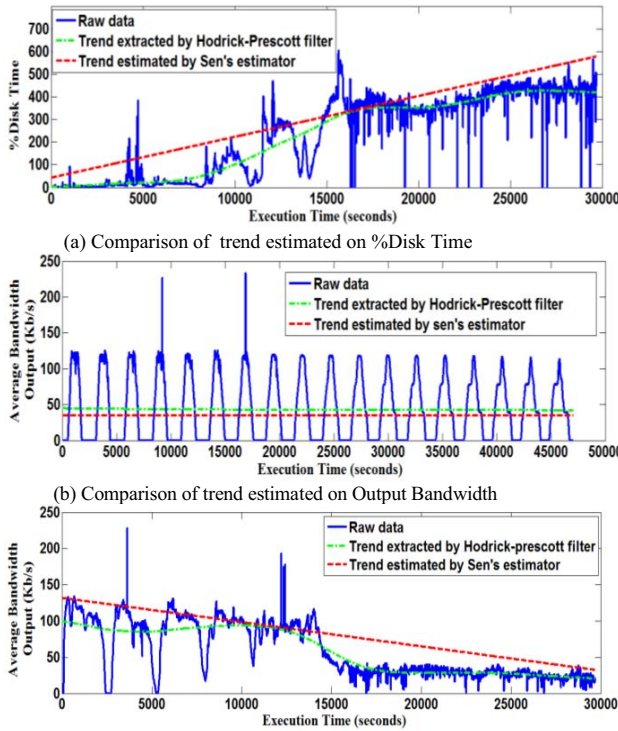 800
700
600
500
400
300
200
100
0
%Disk Time
Raw data
Trend extracted by Hodrick-Prescott filter
Trend estimated by Sen's estimator
0 5000 10000 15000 20000 25000 30000
Execution Time (seconds)
(a) Comparison of trend estimated on %Disk Time
250
200
150
100
50
0
Average Bandwidth
Output (Kb/s)
Raw data
Trend extracted by Hodrick-Prescott filter
Trend estimated by sen's estimator
0 5000 10000 15000 20000 25000 30000 35000 40000 45000 50000
Execution Time (seconds)
(b) Comparison of trend estimated on Output Bandwidth
250
200
150
100
50
0
Average Bandwidth
Output (Kb/s)
Raw data
Trend extracted by Hodrick-prescott filter
Trend estimated by Sen's estimator
0 5000 10000 15000 20000 25000 30000
Execution Time (seconds)